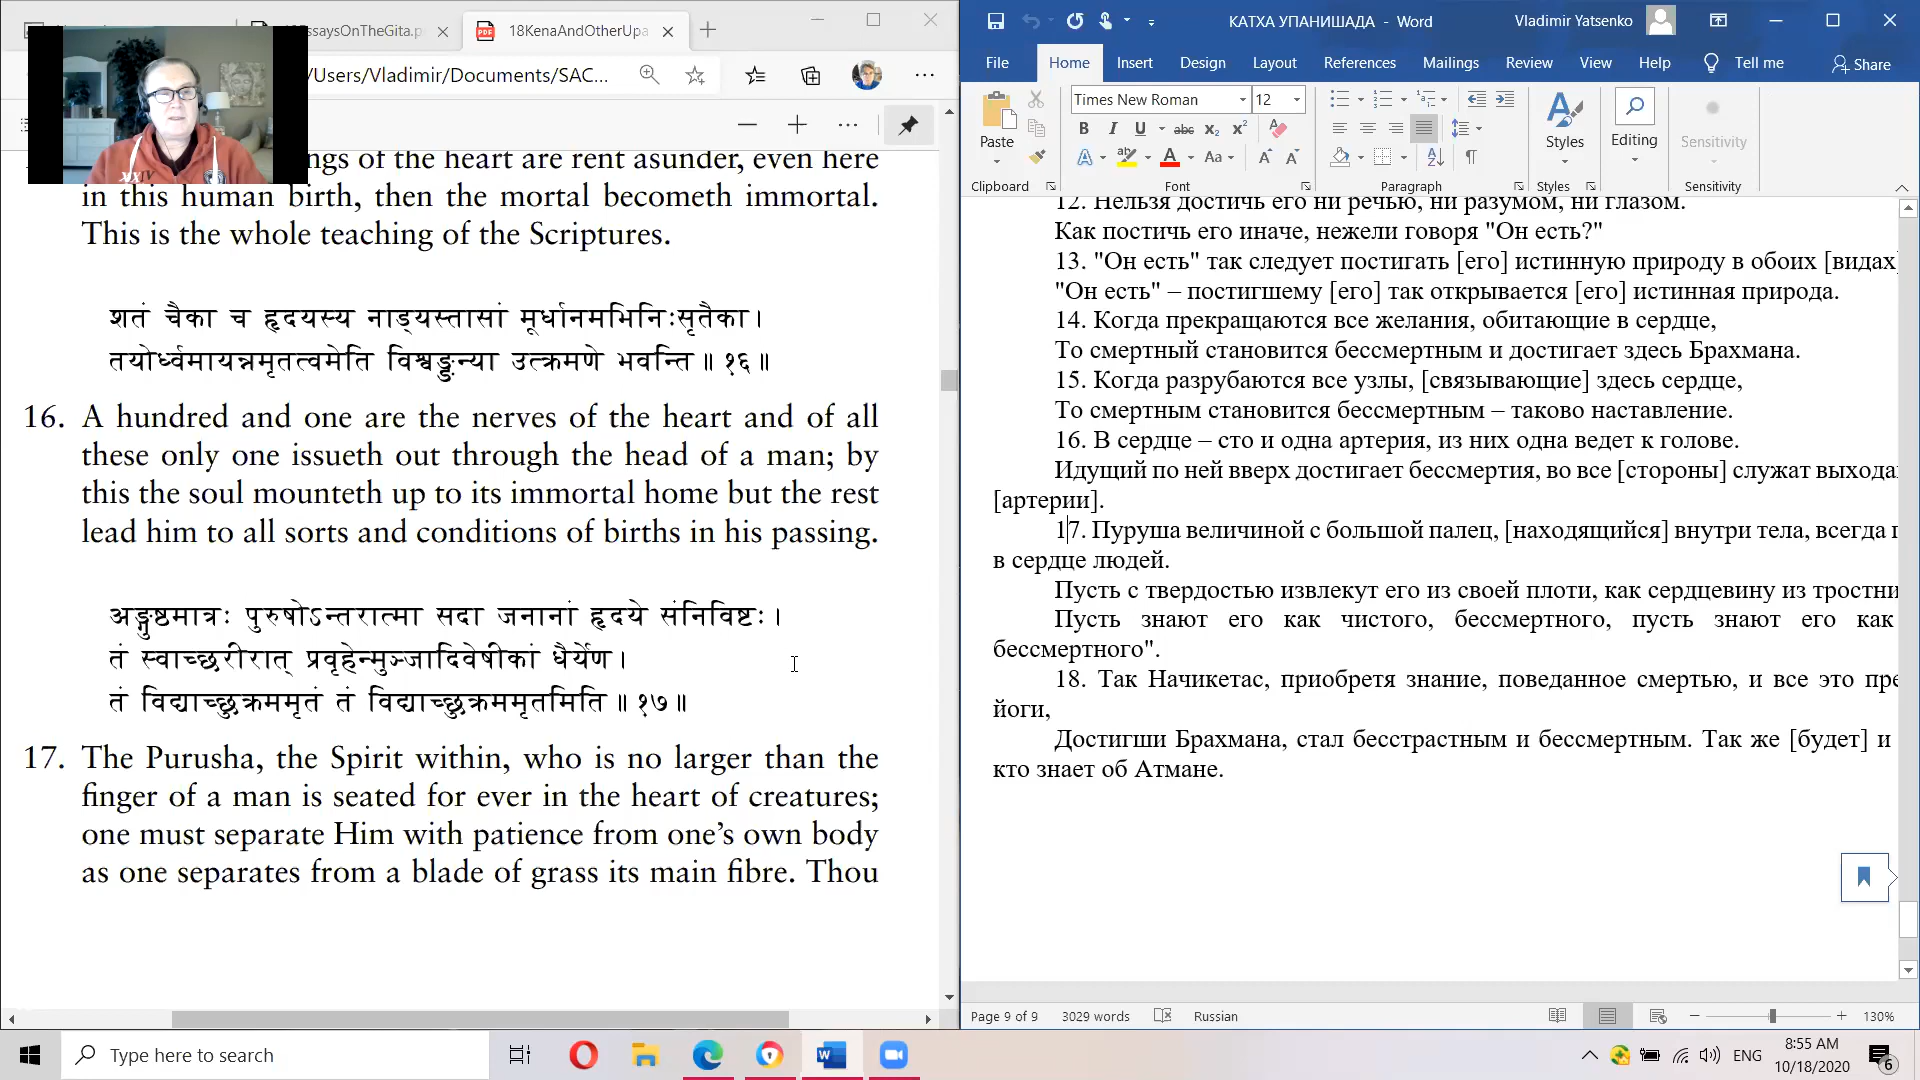 ssaysOnTheGita.p
18KenaAndOtherUpa
/Users/Vladimir/Documents/SAC...
ngs of the heart are rent asunder, even here
in this human birth, then the mortal becometh immortal.
This is the whole teaching of the Scriptures.
शतं चैका च हृदयस्य नाड्यस्तासां मूर्धानमभिनिःसृतैका।
तयोर्ध्वमायन्नमृतत्वमेति विश्वङ्ङन्या उत्क्रमणे भवन्ति॥ १६॥
16. A hundred and one are the nerves of the heart and of all
these only one issueth out through the head of a man; by
this the soul mounteth up to its immortal home but the rest
lead him to all sorts and conditions of births in his passing.
अङ्गुष्ठमात्रः पुरुषोऽन्तरात्मा सदा जनानां हृदये संनिविष्टः।
तं स्वाच्छरीरात् प्रवृहेन्मुञ्जादिवेषीकां धैर्येण।
तं विद्याच्छुक्रममृतं तं विद्याच्छुक्रममृतमिति॥ १७॥
17. The Purusha, the Spirit within, who is no larger than the
finger of a man is seated for ever in the heart of creatures;
one must separate Him with patience from one's own body
as one separates from a blade of grass its main fibre. Thou
КАТХА УПАНИШАДА - Word
Vladimir Yatsenko
File Home Insert Design Layout References Mailings Review View Help Tell me Share
Times New Roman 12
Paste
Styles
Editing
Sensitivity
Clipboard Font Paragraph Styles Sensitivity
12. Нельзя достичь его ни речью, ни разумом, ни глазом.
Как постичь его иначе, нежели говоря "Он есть?"
13. "Он есть" так следует постигать [его] истинную природу в обоих [видах]
"Он есть" – постигшему [его] так открывается [его] истинная природа.
14. Когда прекращаются все желания, обитающие в сердце,
То смертный становится бессмертным и достигает здесь Брахмана.
15. Когда разрубаются все узлы, [связывающие] здесь сердце,
То смертным становится бессмертным – таково наставление.
16. В сердце – сто и одна артерия, из них одна ведет к голове.
Идущий по ней вверх достигает бессмертия, во все [стороны] служат выхода
[артерии].
17. Пуруша величиной с большой палец, [находящийся] внутри тела, всегда п
в сердце людей.
Пусть с твердостью извлекут его из своей плоти, как сердцевину из тростни
Пусть знают его как чистого, бессмертного, пусть знают его как
бессмертного".
18. Так Начикетас, приобретя знание, поведанное смертью, и все это пре
йоги,
Достигши Брахмана, стал бесстрастным и бессмертным. Так же [будет] и
кто знает об Атмане.
Page 9 of 9 3029 words Russian 130%
Type here to search
ENG
8:55 AM
10/18/2020
6